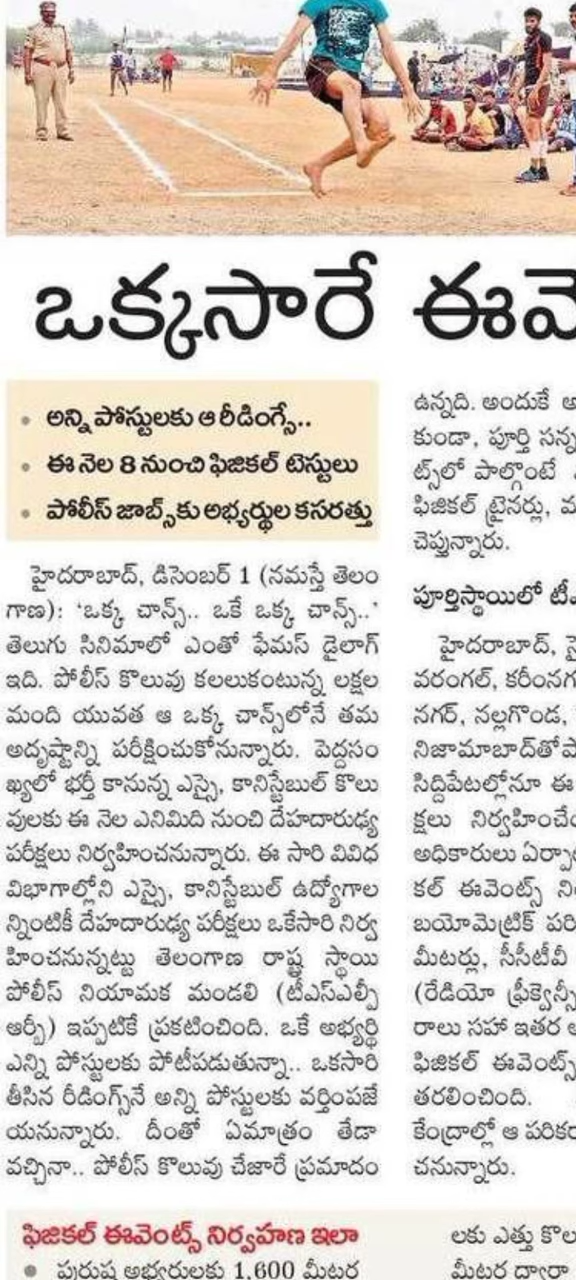 ఒక్కసారే ఈవె
• అన్ని పోస్టులకు ఆ రీడింగ్సే..
• ఈ నెల 8 నుంచి ఫిజికల్ టెస్టులు
• పోలీస్ జాబ్స్‌కు అభ్యర్థుల కసరత్తు
హైదరాబాద్, డిసెంబర్ 1 (నమస్తే తెలం
గాణ): ‘ఒక్క చాన్స్.. ఒకే ఒక్క చాన్స్..’
తెలుగు సినిమాలో ఎంతో ఫేమస్ డైలాగ్
ఇది. పోలీస్ కొలువు కలలుకంటున్న లక్షల
మంది యువత ఆ ఒక్క చాన్స్‌లోనే తమ
అదృష్టాన్ని పరీక్షించుకోనున్నారు. పెద్దసం
ఖ్యలో భర్తీ కానున్న ఎస్సై, కానిస్టేబుల్ కొలు
వులకు ఈ నెల ఎనిమిది నుంచి దేహదారుఢ్య
పరీక్షలు నిర్వహించనున్నారు. ఈ సారి వివిధ
విభాగాల్లోని ఎస్సై, కానిస్టేబుల్ ఉద్యోగాల
న్నింటికీ దేహదారుఢ్య పరీక్షలు ఒకేసారి నిర్వ
హించనున్నట్టు తెలంగాణ రాష్ట్ర స్థాయి
పోలీస్ నియామక మండలి (టీఎస్ఎల్పీ
ఆర్బీ) ఇప్పటికే ప్రకటించింది. ఒకే అభ్యర్థి
ఎన్ని పోస్టులకు పోటీపడుతున్నా.. ఒకసారి
తీసిన రీడింగ్స్‌నే అన్ని పోస్టులకు వర్తింపజే
యనున్నారు. దీంతో ఏమాత్రం తేడా
వచ్చినా.. పోలీస్ కొలువు చేజారే ప్రమాదం
ఉన్నది. అందుకే
కుండా, పూర్తి సన్న
ట్స్‌లో పాల్గొంటే
ఫిజికల్ ట్రైనర్లు,
చెప్తున్నారు.
పూర్తిస్థాయిలో టీ
హైదరాబాద్, సై
వరంగల్, కరీంనగ
నగర్, నల్లగొండ,
నిజామాబాద్‌తోపా
సిద్దిపేటల్లోనూ ఈ
క్షలు నిర్వహించేం
అధికారులు ఏర్పా
కల్ ఈవెంట్స్ ని
బయోమెట్రిక్ పరి
మీటర్లు, సీసీటీవీ
(రేడియో ఫ్రీక్వెన్సీ
రాలు సహా ఇతర
ఫిజికల్ ఈవెంట్స్
తరలించింది.
కేంద్రాల్లో ఆ పరిక
చనున్నారు.
ఫిజికల్ ఈవెంట్స్ నిర్వహణ ఇలా
• పురుష అభ్యర్థులకు 1,600 మీటర్ల
లకు ఎత్తు కొల
మీటర్ల ద్వారా